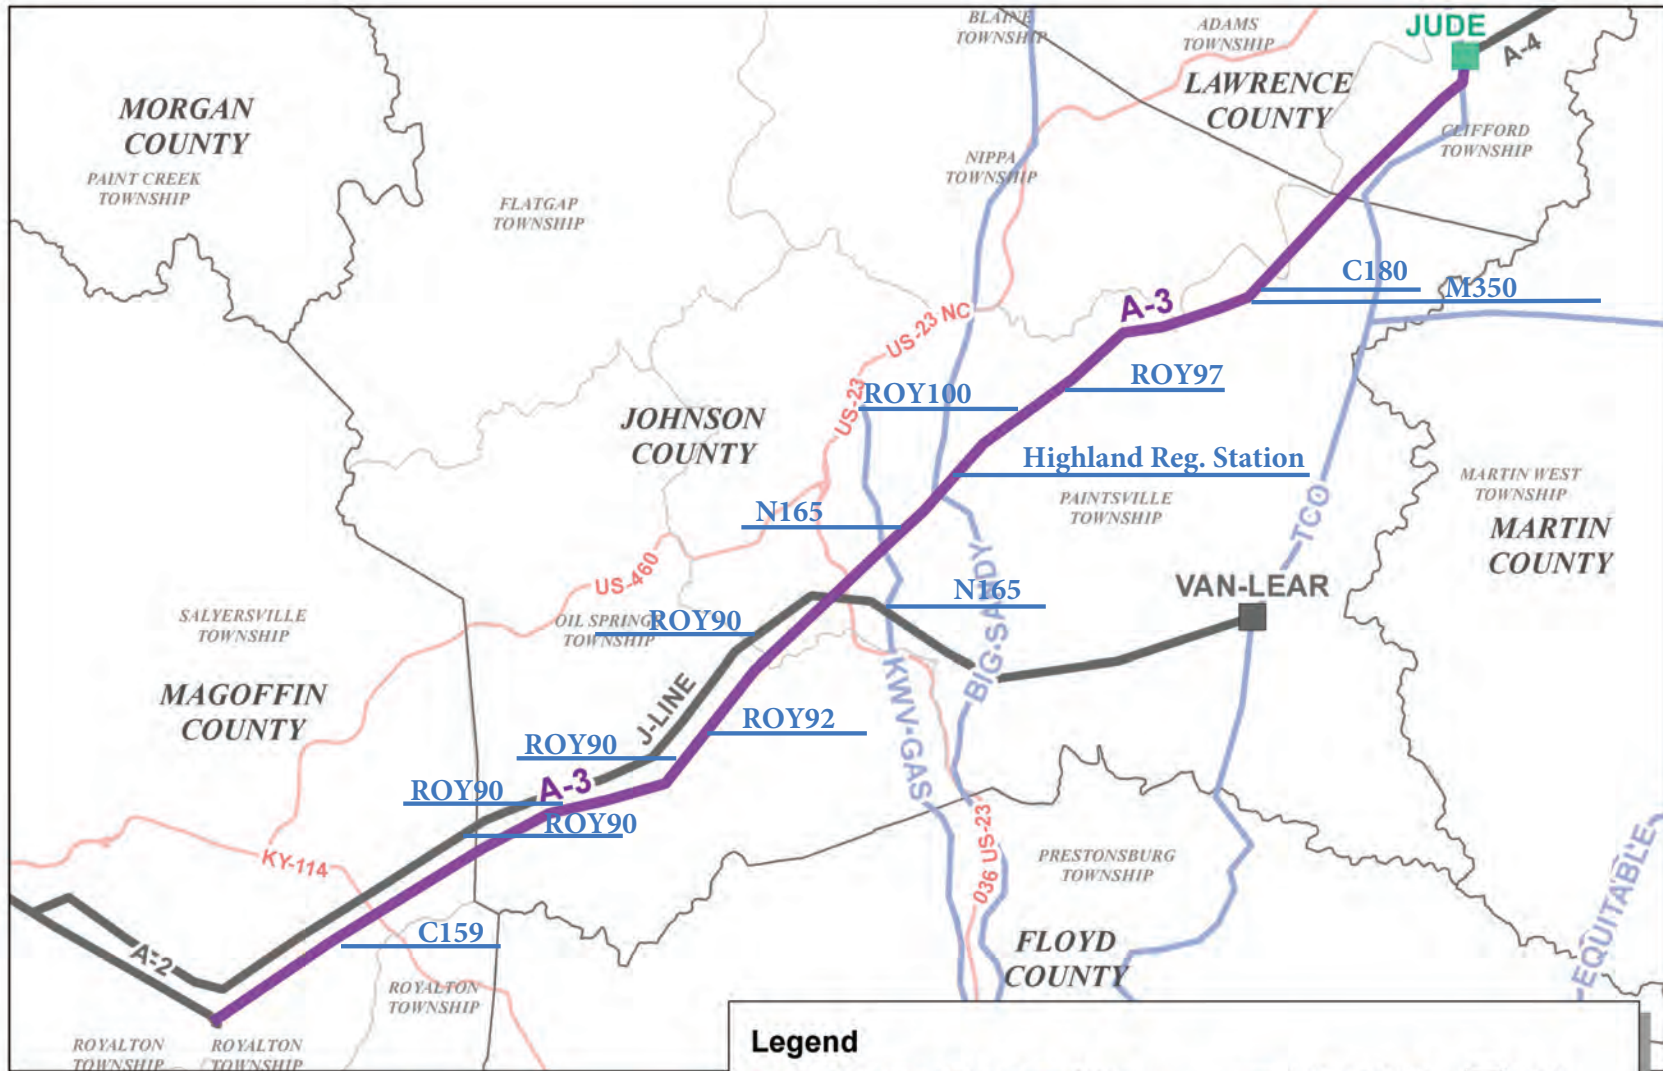 BLAINE
TOWNSHIP
ADAMS
TOWNSHIP
JUDE
A-4
LAWRENCE
COUNTY
MORGAN
COUNTY
CLIFFORD
TOWNSHIP
NIPPA
TOWNSHIP
PAINT CREEK
TOWNSHIP
FLATGAP
TOWNSHIP
C180
M350
A-3
US-23 NC
ROY97
US-23
ROY100
JOHNSON
COUNTY
Highland Reg. Station
MARTIN WEST
TOWNSHIP
PAINTSVILLE
TOWNSHIP
N165
TCO
MARTIN
COUNTY
US-460
BIG-SANDY
VAN-LEAR
N165
SALYERSVILLE
TOWNSHIP
OIL SPRINGS
TOWNSHIP
ROY90
MAGOFFIN
COUNTY
J-LINE
KWV-GAS
ROY92
ROY90
A-3
ROY90
ROY90
KY-114
036 US-23
PRESTONSBURG
TOWNSHIP
EQUITABLE
C159
FLOYD
COUNTY
A-2
ROYALTON
TOWNSHIP
ROYALTON
TOWNSHIP
ROYALTON
TOWNSHIP
Legend